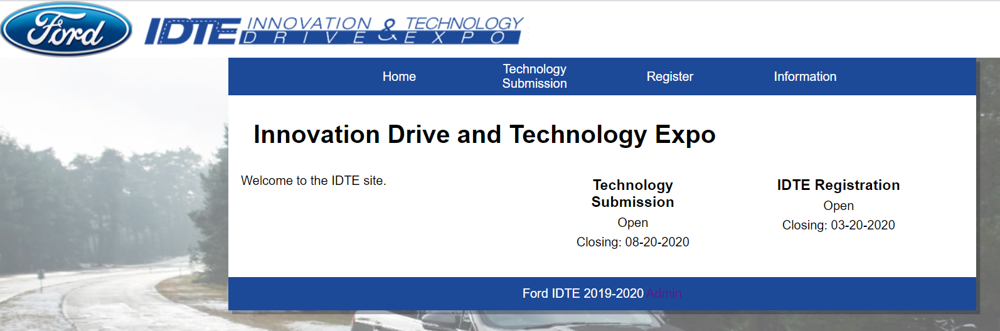 Ford
IDTE INNOVATION & TECHNOLOGY
DRIVE EXPO
Home
Technology
Submission
Register
Information
Innovation Drive and Technology Expo
Welcome to the IDTE site.
Technology
Submission
Open
Closing: 08-20-2020
IDTE Registration
Open
Closing: 03-20-2020
Ford IDTE 2019-2020 Admin